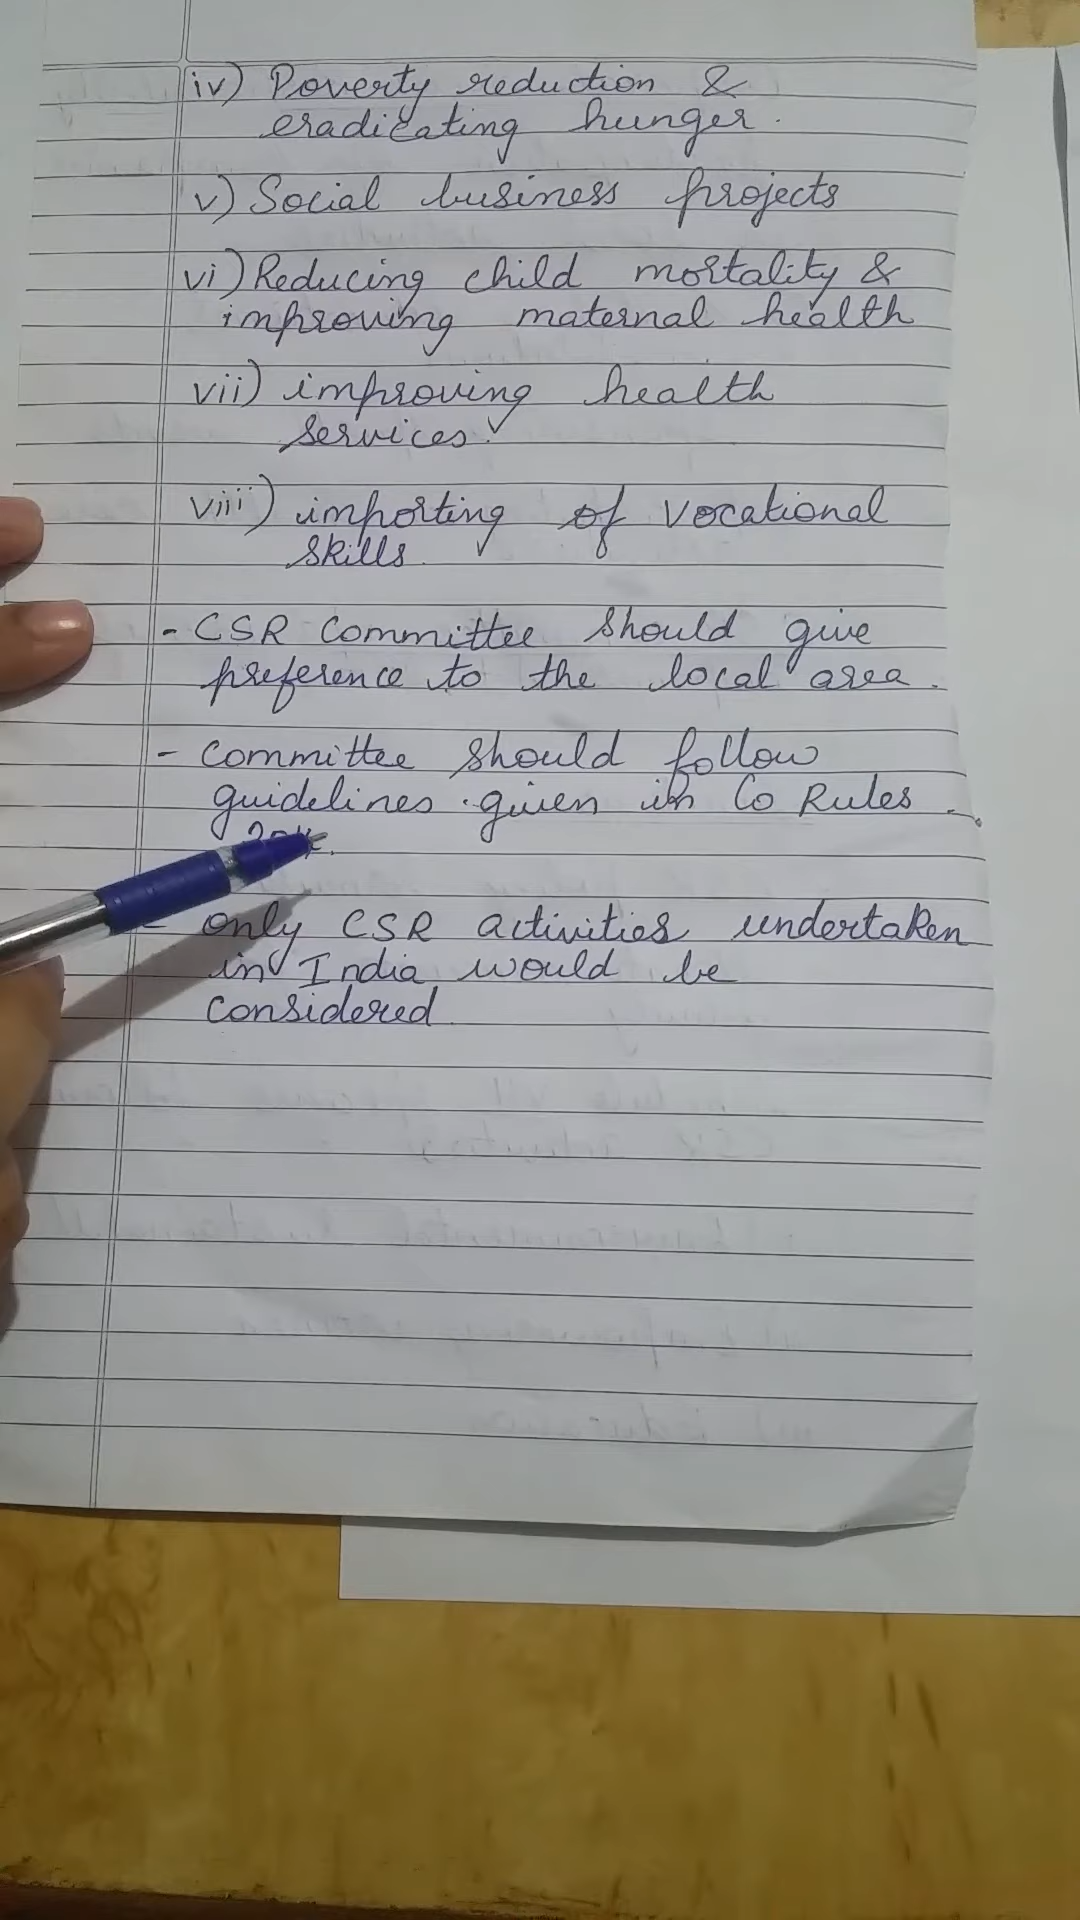 iv) Poverty reduction &
eradicating hunger.
v) Social business projects
vi) Reducing child mortality &
improving maternal health
vii) improving health
services.
viii) importing of vocational
skills.
- CSR Committee should give
preference to the local area.
- Committee should follow
guidelines given in Co Rules.
- only CSR activities undertaken
in India would be
considered